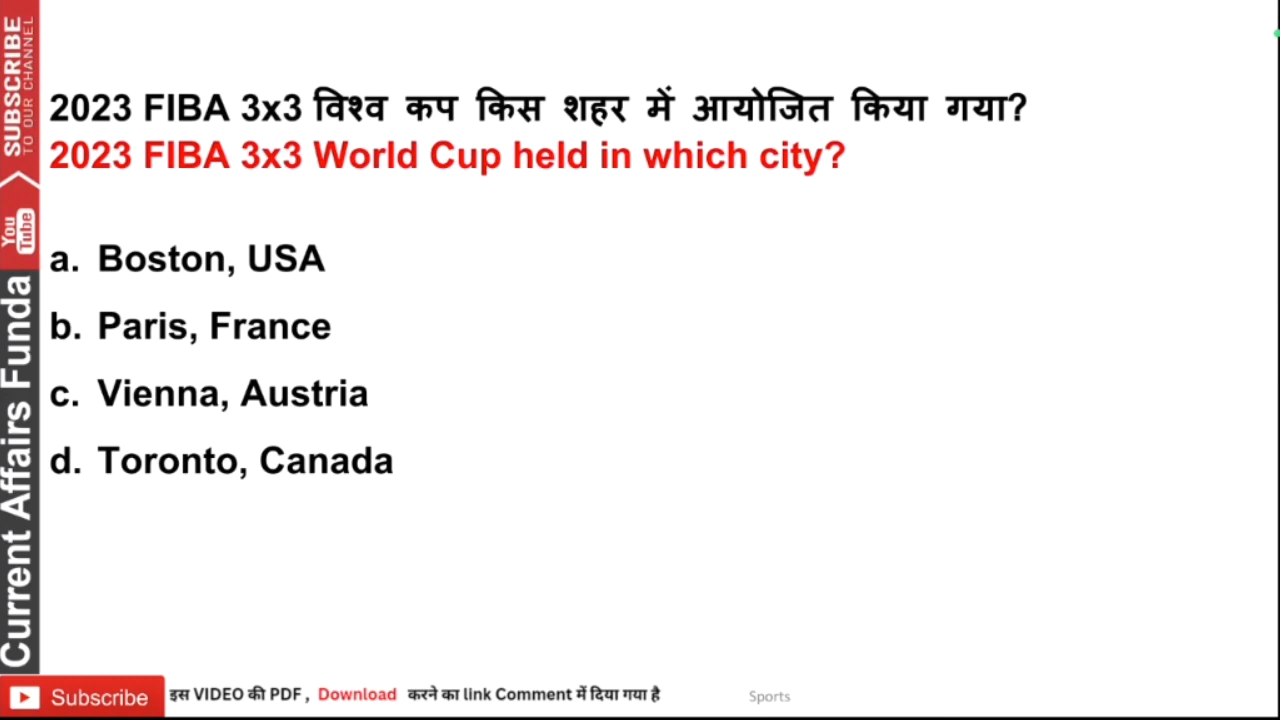 2023 FIBA 3x3 विश्व कप किस शहर में आयोजित किया गया?
2023 FIBA 3x3 World Cup held in which city?
a. Boston, USA
b. Paris, France
c. Vienna, Austria
d. Toronto, Canada
SUBSCRIBE
TO OUR CHANNEL
You
Tube
Current Affairs Funda
Subscribe
इस VIDEO की PDF , Download करने का link Comment में दिया गया है
Sports